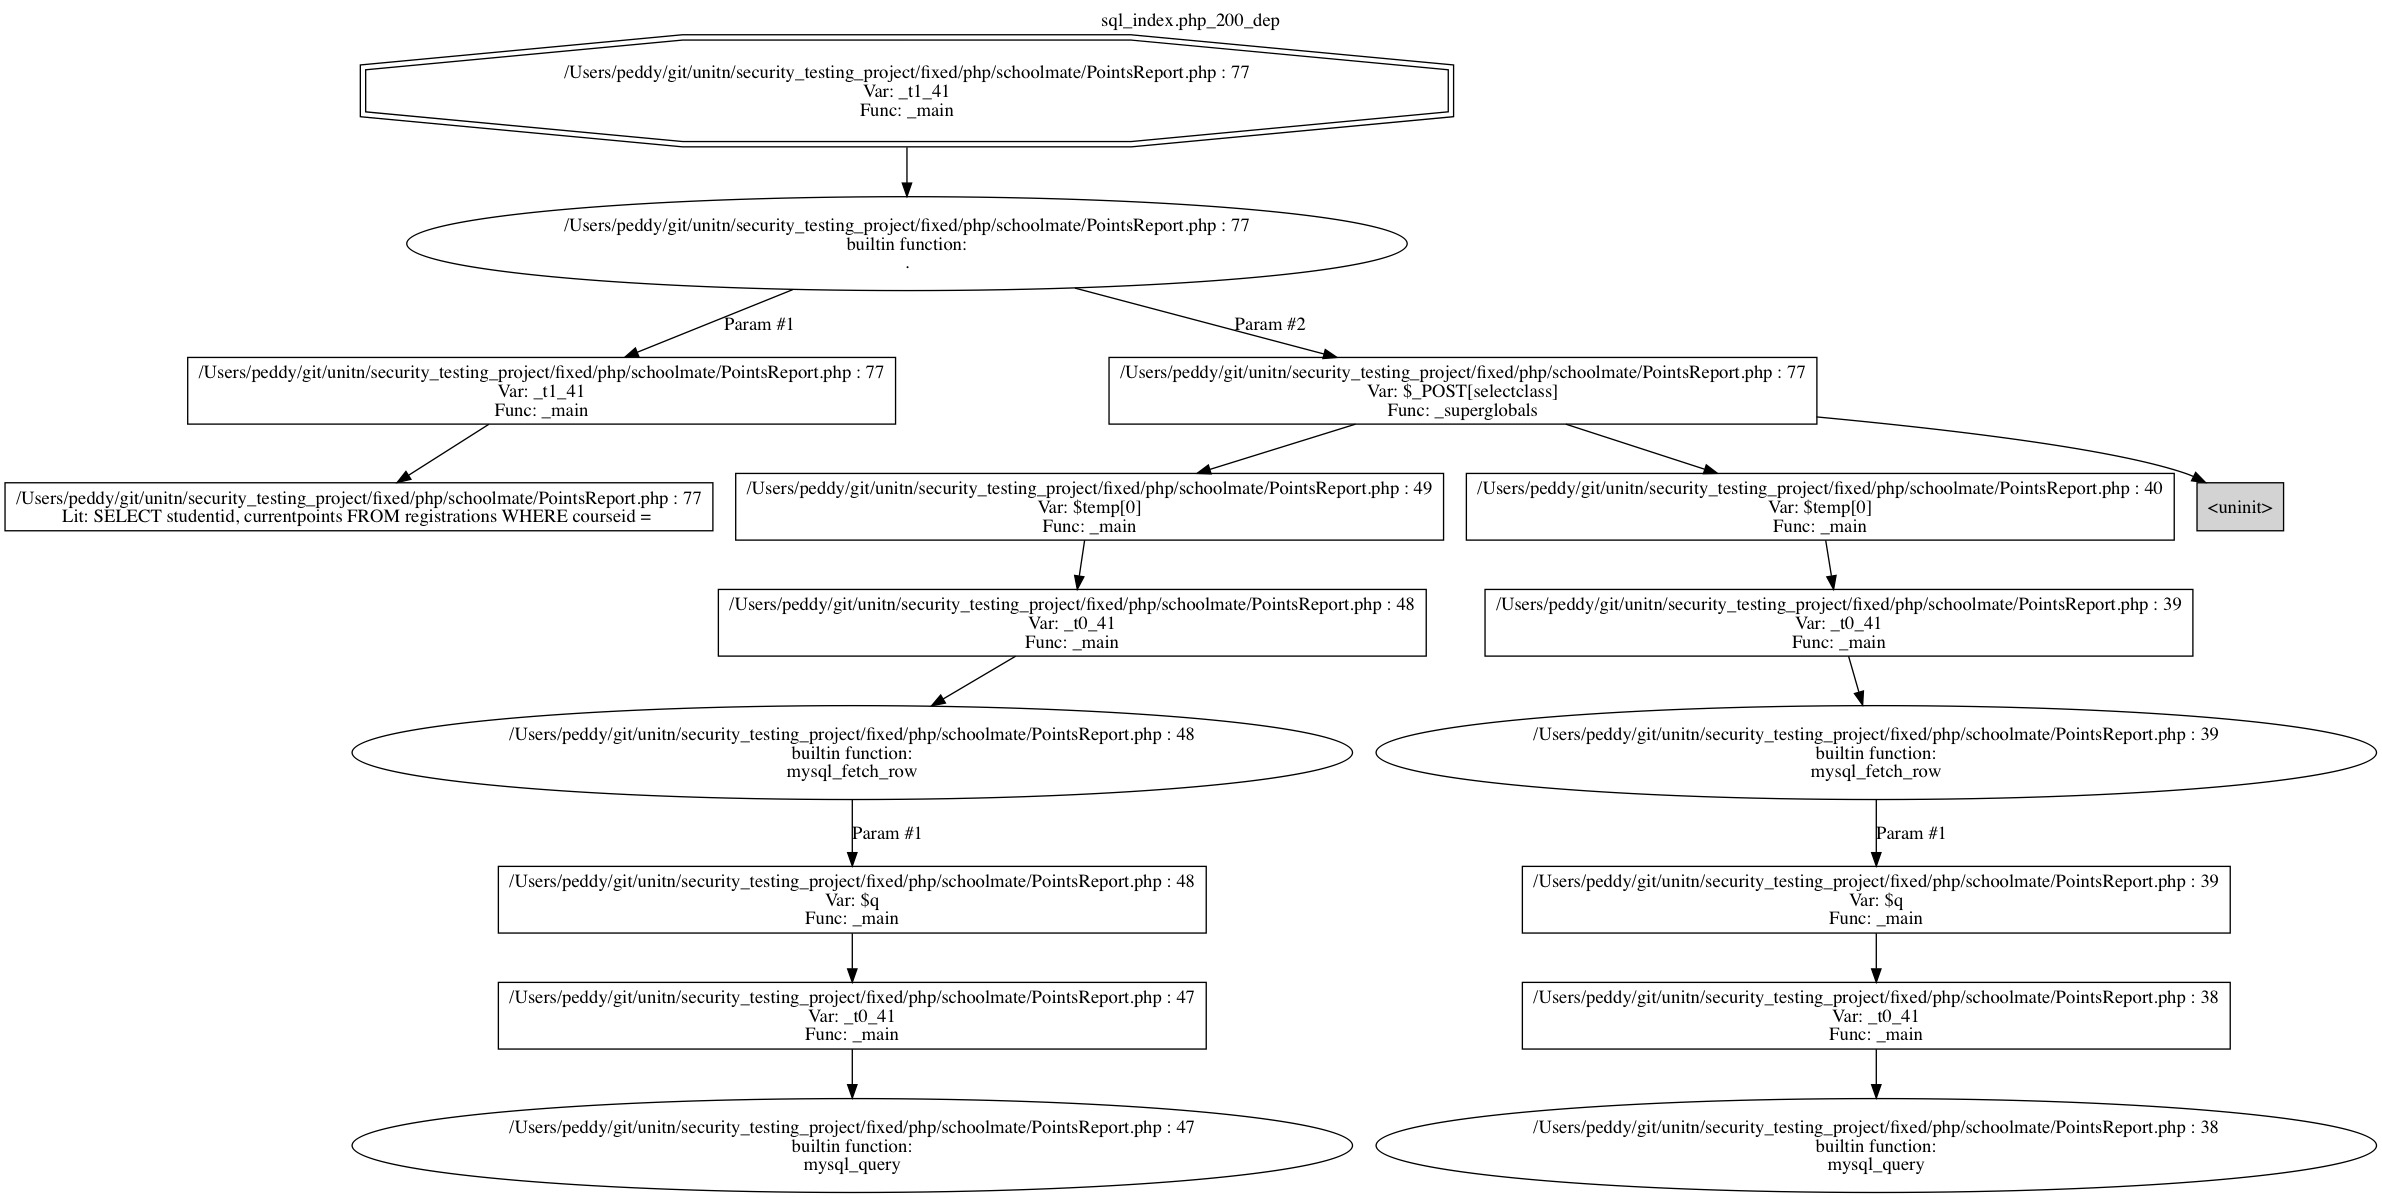 sql_index.php_200_dep
/Users/peddy/git/unitn/security_testing_project/fixed/php/schoolmate/PointsReport.php : 77
Var: _t1_41
Func: _main
/Users/peddy/git/unitn/security_testing_project/fixed/php/schoolmate/PointsReport.php : 77
builtin function:
.
Param #1
Param #2
/Users/peddy/git/unitn/security_testing_project/fixed/php/schoolmate/PointsReport.php : 77
Var: _t1_41
Func: _main
/Users/peddy/git/unitn/security_testing_project/fixed/php/schoolmate/PointsReport.php : 77
Var: $_POST[selectclass]
Func: _superglobals
/Users/peddy/git/unitn/security_testing_project/fixed/php/schoolmate/PointsReport.php : 77
Lit: SELECT studentid, currentpoints FROM registrations WHERE courseid =
/Users/peddy/git/unitn/security_testing_project/fixed/php/schoolmate/PointsReport.php : 49
Var: $temp[0]
Func: _main
/Users/peddy/git/unitn/security_testing_project/fixed/php/schoolmate/PointsReport.php : 40
Var: $temp[0]
Func: _main
<uninit>
/Users/peddy/git/unitn/security_testing_project/fixed/php/schoolmate/PointsReport.php : 48
Var: _t0_41
Func: _main
/Users/peddy/git/unitn/security_testing_project/fixed/php/schoolmate/PointsReport.php : 39
Var: _t0_41
Func: _main
/Users/peddy/git/unitn/security_testing_project/fixed/php/schoolmate/PointsReport.php : 48
builtin function:
mysql_fetch_row
/Users/peddy/git/unitn/security_testing_project/fixed/php/schoolmate/PointsReport.php : 39
builtin function:
mysql_fetch_row
Param #1
Param #1
/Users/peddy/git/unitn/security_testing_project/fixed/php/schoolmate/PointsReport.php : 48
Var: $q
Func: _main
/Users/peddy/git/unitn/security_testing_project/fixed/php/schoolmate/PointsReport.php : 39
Var: $q
Func: _main
/Users/peddy/git/unitn/security_testing_project/fixed/php/schoolmate/PointsReport.php : 47
Var: _t0_41
Func: _main
/Users/peddy/git/unitn/security_testing_project/fixed/php/schoolmate/PointsReport.php : 38
Var: _t0_41
Func: _main
/Users/peddy/git/unitn/security_testing_project/fixed/php/schoolmate/PointsReport.php : 47
builtin function:
mysql_query
/Users/peddy/git/unitn/security_testing_project/fixed/php/schoolmate/PointsReport.php : 38
builtin function:
mysql_query